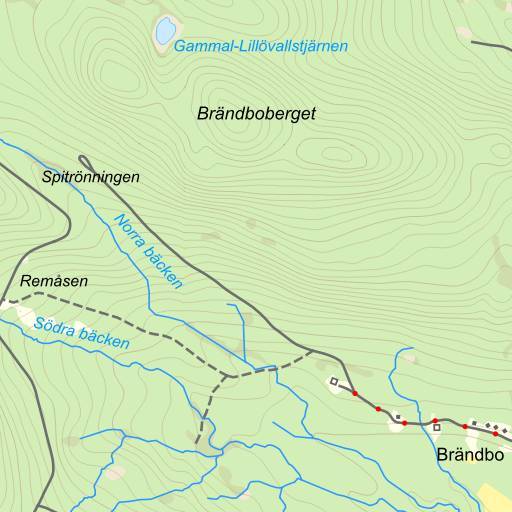 Gammal-Lillövallstjärnen
Brändboberget
Spitrönningen
Norra bäcken
Remåsen
Södra bäcken
Brändbo